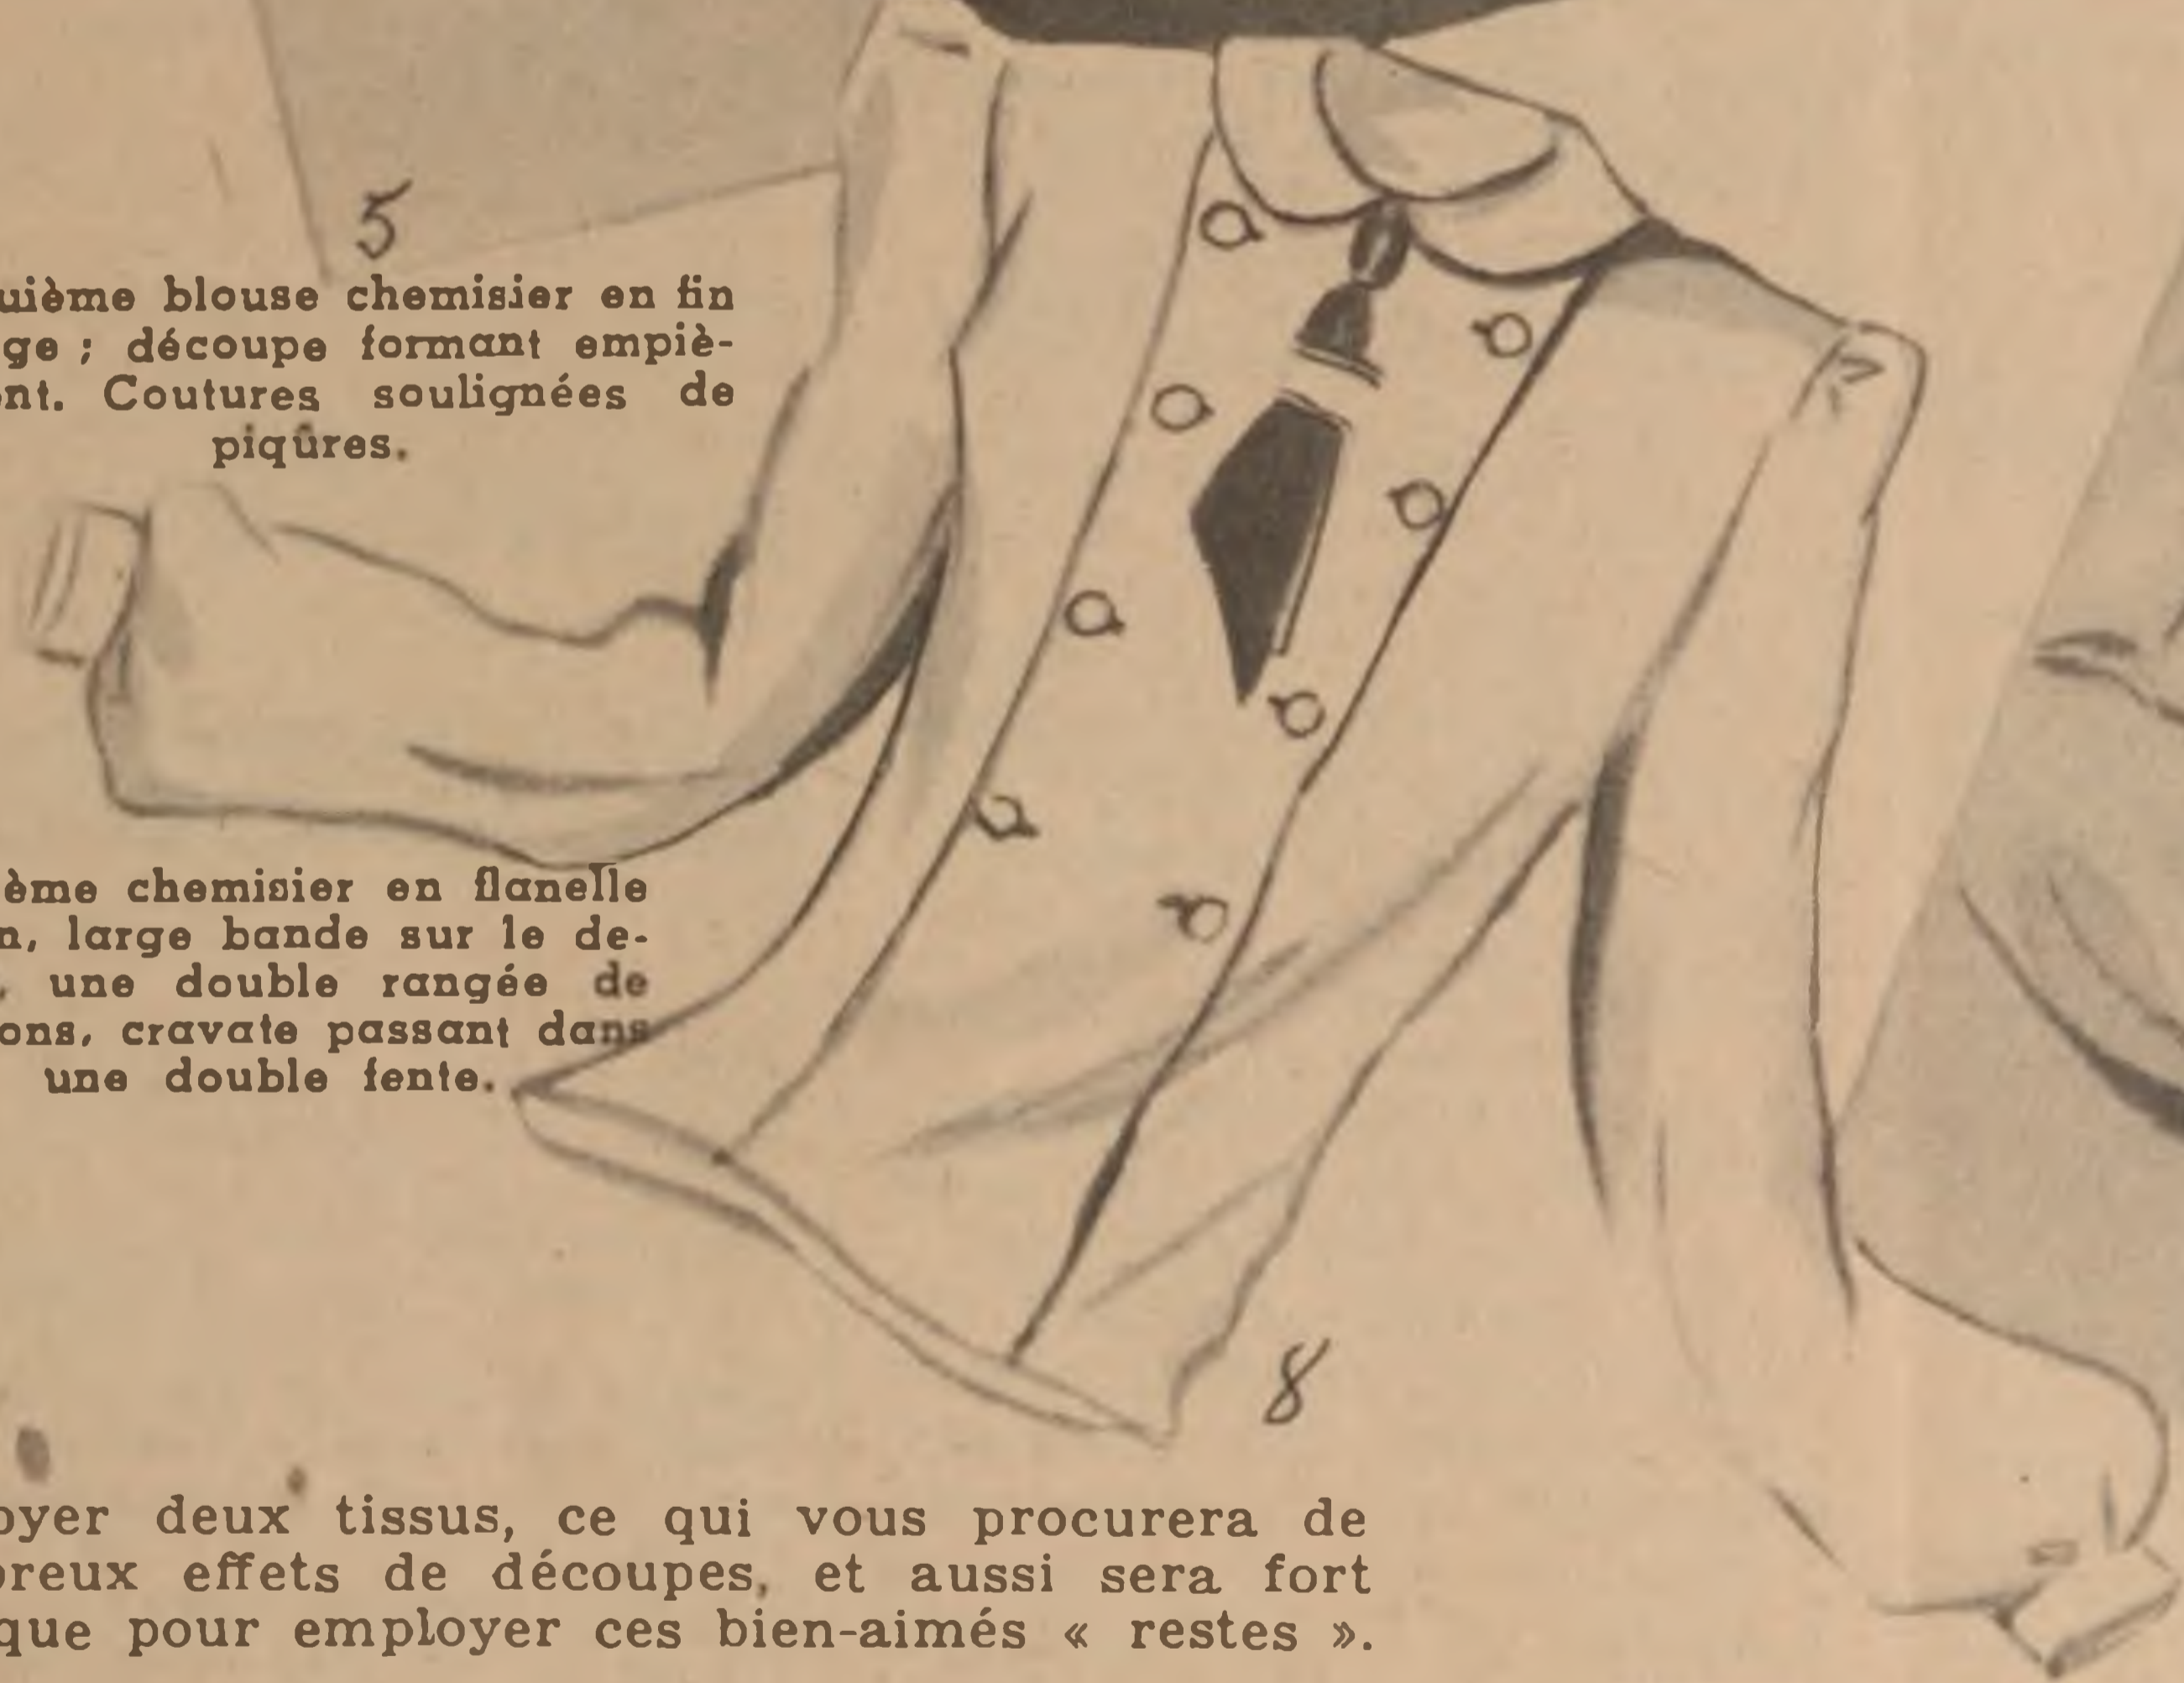 5
uième blouse chemisier en fin
ge ; découpe formant empiè-
nt. Coutures soulignées de
piqûres.
ème chemisier en flanelle
n, large bande sur le de-
, une double rangée de
ons, cravate passant dans
une double fente.
8
oyer deux tissus, ce qui vous procurera de
breux effets de découpes, et aussi sera fort
que pour employer ces bien-aimés « restes ».